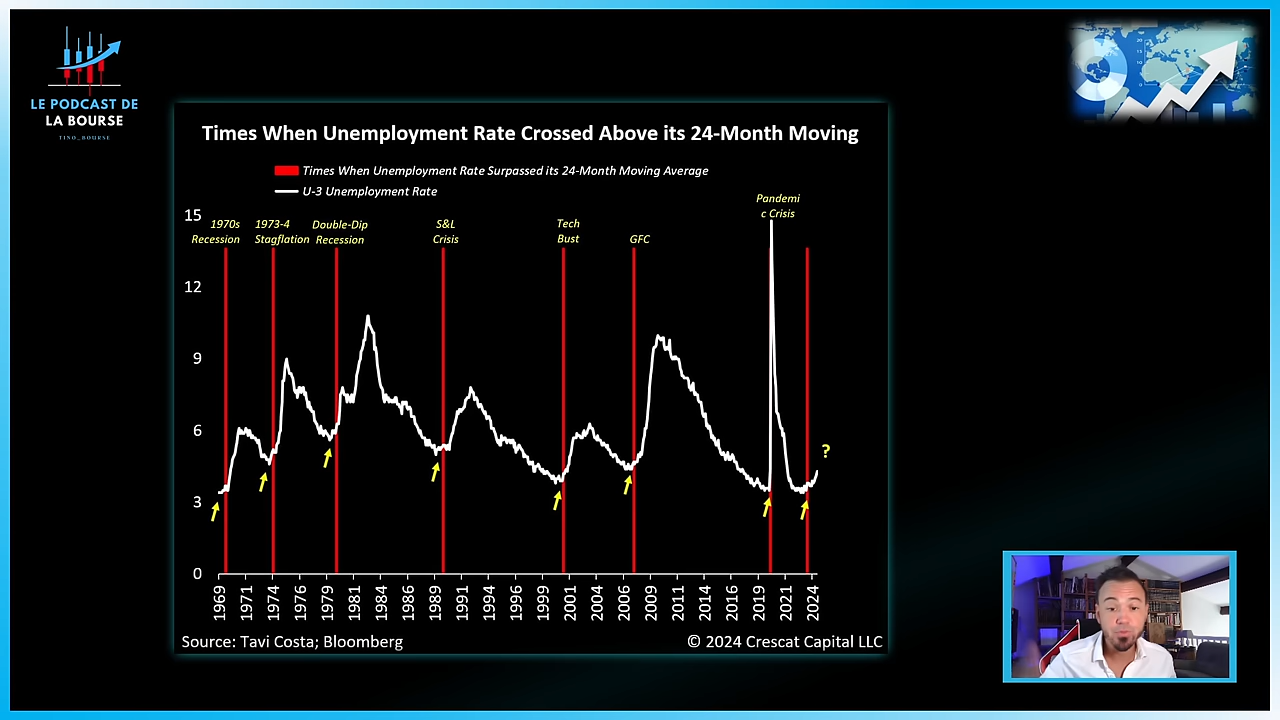 LE PODCAST DE
LA BOURSE
TINO_BOURSE
Times When Unemployment Rate Crossed Above its 24-Month Moving
Times When Unemployment Rate Surpassed its 24-Month Moving Average
U-3 Unemployment Rate
1970s
Recession
1973-4
Stagflation
Double-Dip
Recession
S&L
Crisis
Tech
Bust
GFC
Pandemi
c Crisis
15
12
9
6
3
0
?
1969
1971
1974
1976
1979
1981
1984
1986
1989
1991
1994
1996
1999
2001
2004
2006
2009
2011
2014
2016
2019
2021
2024
Source: Tavi Costa; Bloomberg
© 2024 Crescat Capital LLC